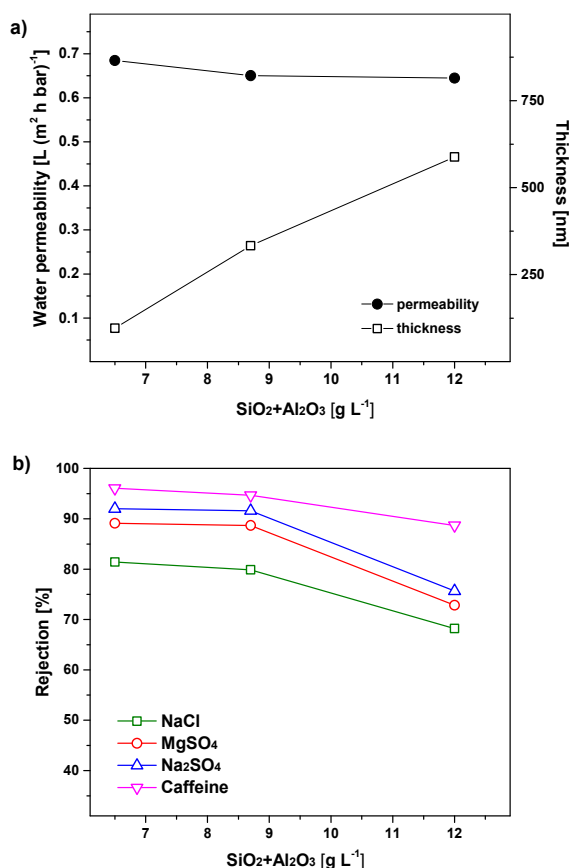 a)
Water permeability [L (m² h bar)⁻¹]
0.7
0.6
0.5
0.4
0.3
0.2
0.1
Thickness [nm]
750
500
250
permeability
thickness
7 8 9 10 11 12
SiO₂+Al₂O₃ [g L⁻¹]
b)
Rejection [%]
100
90
80
70
60
50
40
NaCl
MgSO₄
Na₂SO₄
Caffeine
7 8 9 10 11 12
SiO₂+Al₂O₃ [g L⁻¹]